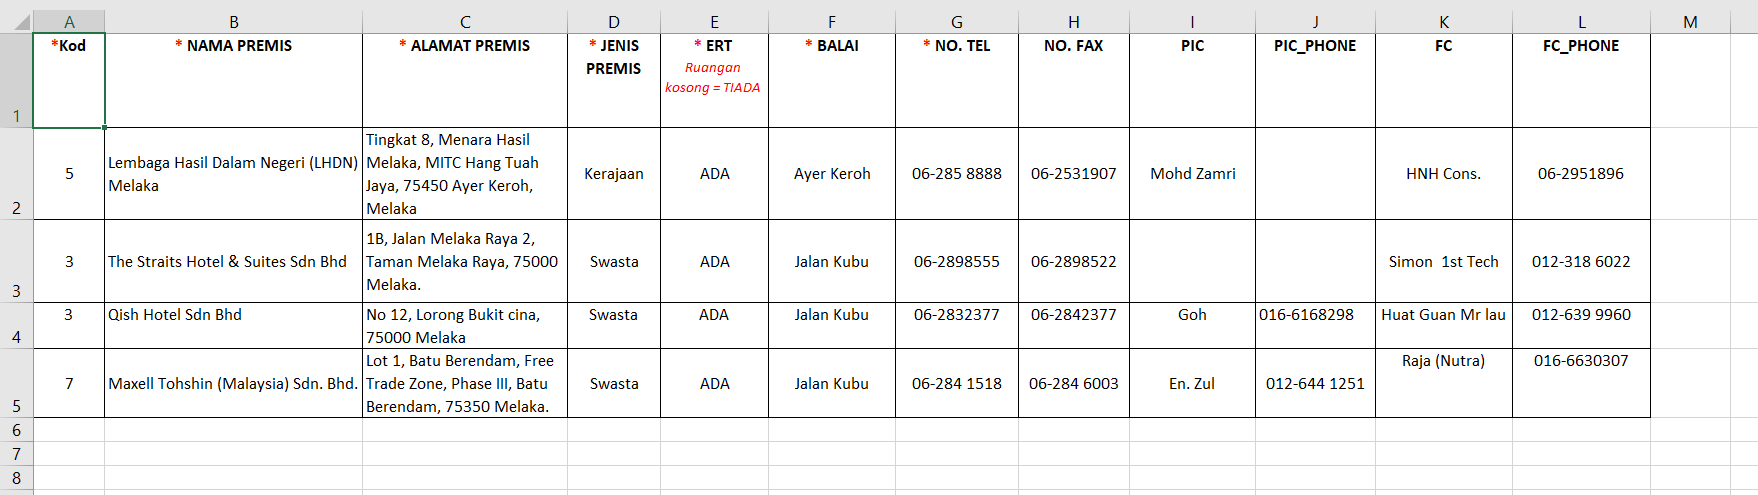 A B C D E F G H I J K L M
1 *Kod * NAMA PREMIS * ALAMAT PREMIS * JENIS PREMIS * ERT Ruangan kosong = TIADA * BALAI * NO. TEL NO. FAX PIC PIC_PHONE FC FC_PHONE
2 5 Lembaga Hasil Dalam Negeri (LHDN) Melaka Tingkat 8, Menara Hasil Melaka, MITC Hang Tuah Jaya, 75450 Ayer Keroh, Melaka Kerajaan ADA Ayer Keroh 06-285 8888 06-2531907 Mohd Zamri HNH Cons. 06-2951896
3 3 The Straits Hotel & Suites Sdn Bhd 1B, Jalan Melaka Raya 2, Taman Melaka Raya, 75000 Melaka. Swasta ADA Jalan Kubu 06-2898555 06-2898522 Simon  1st Tech 012-318 6022
4 3 Qish Hotel Sdn Bhd No 12, Lorong Bukit cina, 75000 Melaka Swasta ADA Jalan Kubu 06-2832377 06-2842377 Goh 016-6168298 Huat Guan Mr lau 012-639 9960
5 7 Maxell Tohshin (Malaysia) Sdn. Bhd. Lot 1, Batu Berendam, Free Trade Zone, Phase III, Batu Berendam, 75350 Melaka. Swasta ADA Jalan Kubu 06-284 1518 06-284 6003 En. Zul 012-644 1251 Raja (Nutra) 016-6630307
6
7
8